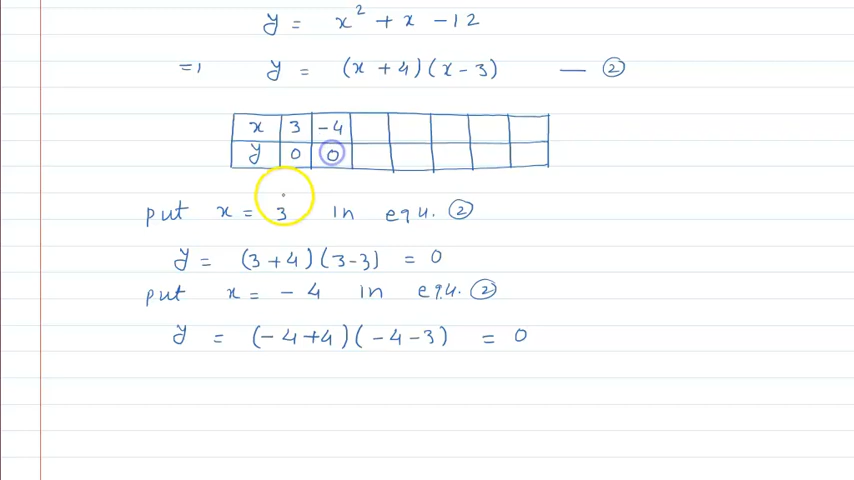 y = x² + x - 12
=1 y = (x + 4) (x - 3) — ②
x 3 -4
y 0 0
put x = 3 in equ. ②
y = (3 + 4) (3 - 3) = 0
put x = - 4 in equ. ②
y = (- 4 + 4) (- 4 - 3) = 0